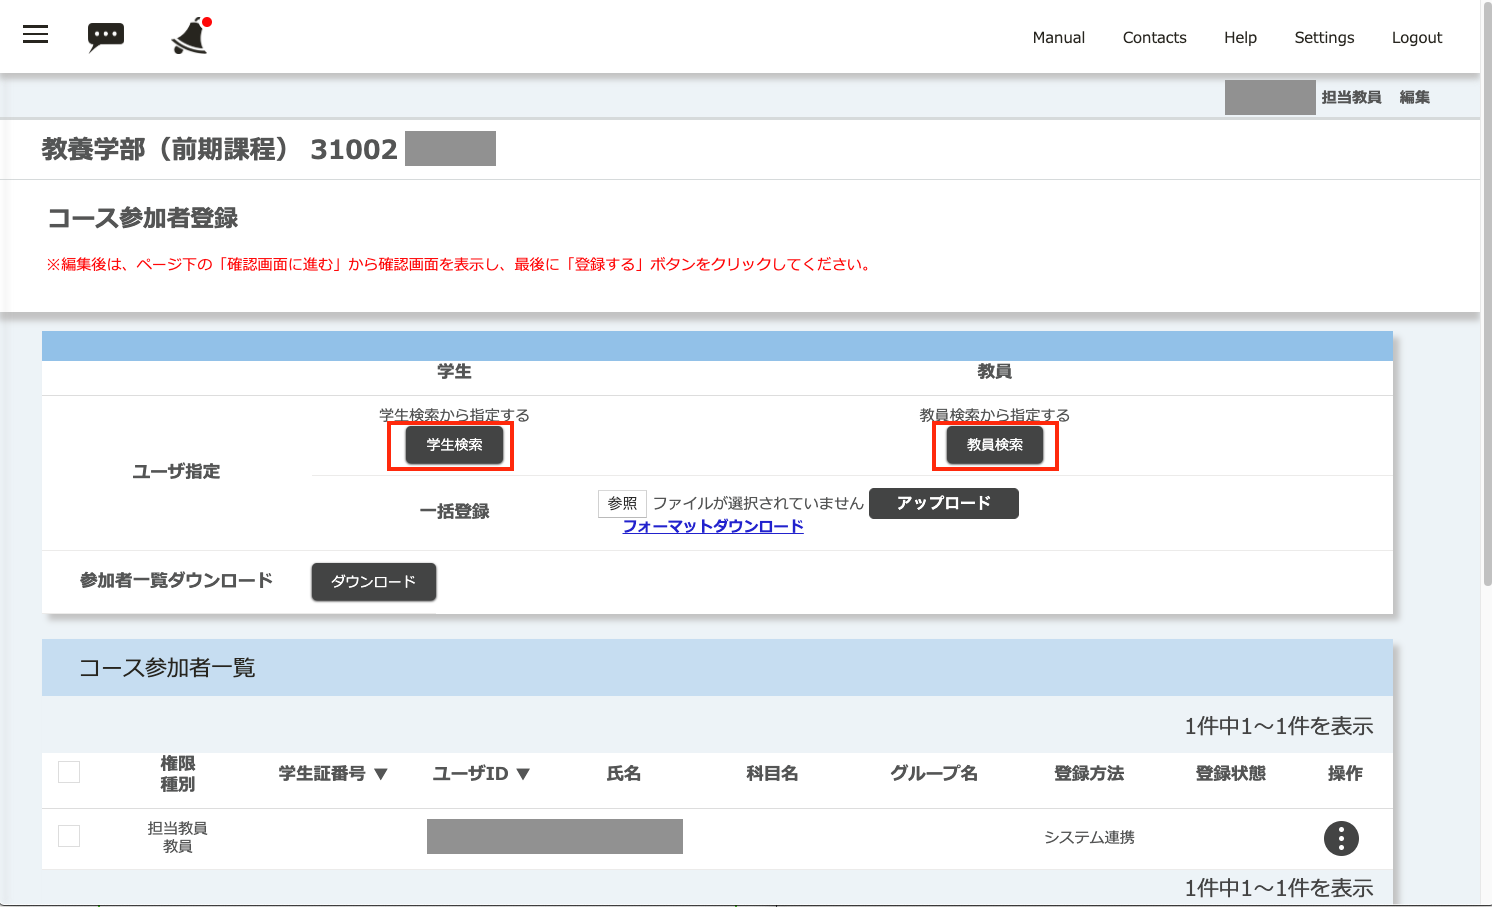 Manual Contacts Help Settings Logout
担当教員 編集
教養学部（前期課程） 31002
コース参加者登録
※編集後は、ページ下の「確認画面に進む」から確認画面を表示し、最後に「登録する」ボタンをクリックしてください。
学生 教員
学生検索から指定する 教員検索から指定する
学生検索 教員検索
ユーザ指定
一括登録 参照 ファイルが選択されていません アップロード
フォーマットダウンロード
参加者一覧ダウンロード ダウンロード
コース参加者一覧
1件中1～1件を表示
権限
種別
学生証番号 ▼ ユーザID ▼ 氏名 科目名 グループ名 登録方法 登録状態 操作
担当教員
教員
システム連携
1件中1～1件を表示